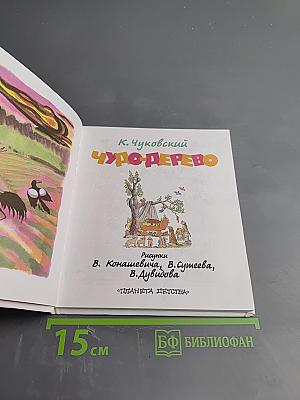 К. Чуковский
ЧУДО-ДЕРЕВО
Рисунки
В. Конашевича, В. Сутеева,
В. Дувидова
«ПЛАНЕТА ДЕТСТВА»
15 см
БФ БИБЛИОФАН